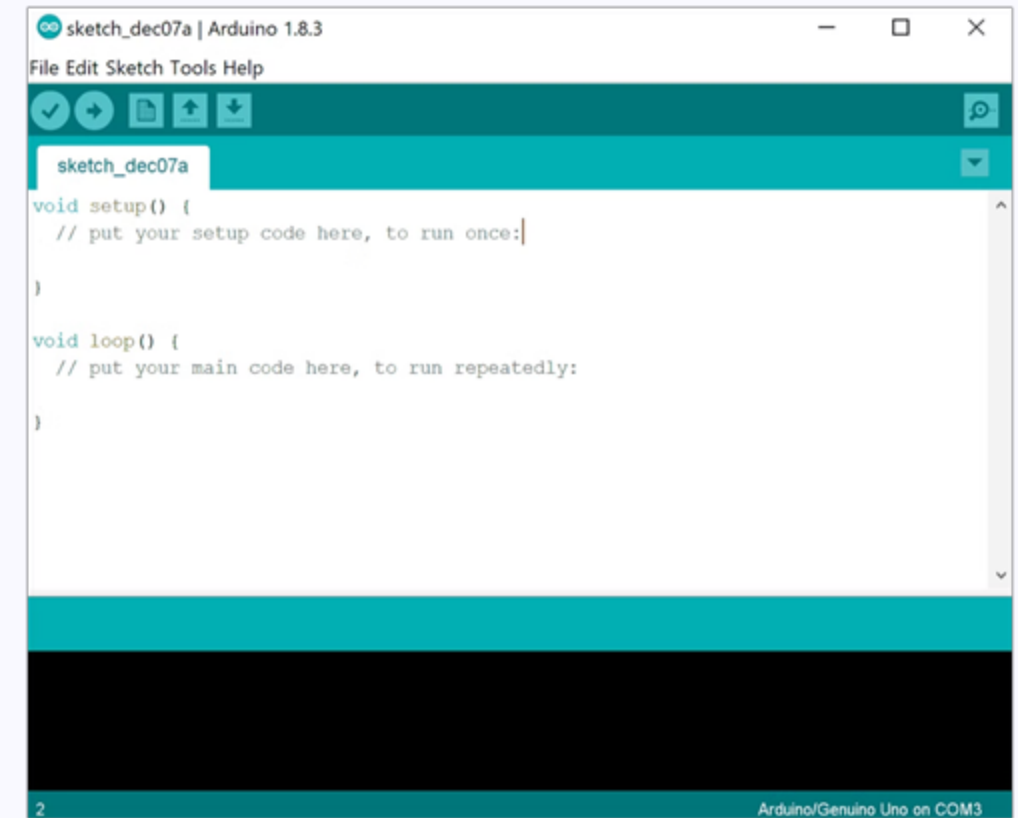 sketch_dec07a | Arduino 1.8.3
File Edit Sketch Tools Help
sketch_dec07a
void setup() {
  // put your setup code here, to run once:

}

void loop() {
  // put your main code here, to run repeatedly:

}
2
Arduino/Genuino Uno on COM3